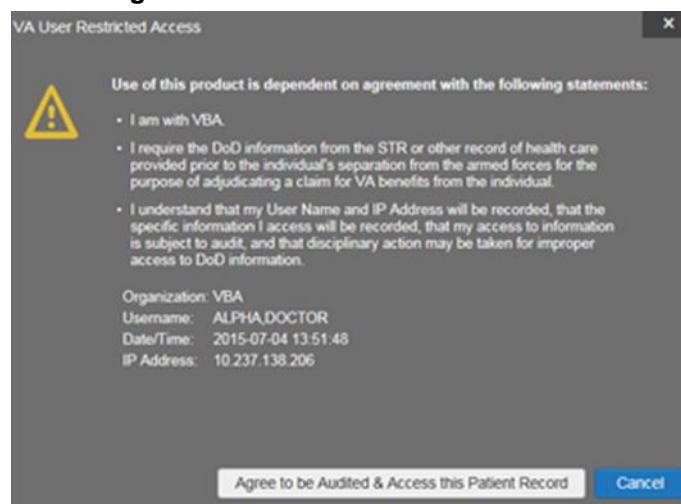 VA User Restricted Access
Use of this product is dependent on agreement with the following statements:
• I am with VBA.
• I require the DoD information from the STR or other record of health care
provided prior to the individual's separation from the armed forces for the
purpose of adjudicating a claim for VA benefits from the individual.
• I understand that my User Name and IP Address will be recorded, that the
specific information I access will be recorded, that my access to information
is subject to audit, and that disciplinary action may be taken for improper
access to DoD information.
Organization: VBA
Username: ALPHA,DOCTOR
Date/Time: 2015-07-04 13:51:48
IP Address: 10.237.138.206
Agree to be Audited & Access this Patient Record
Cancel